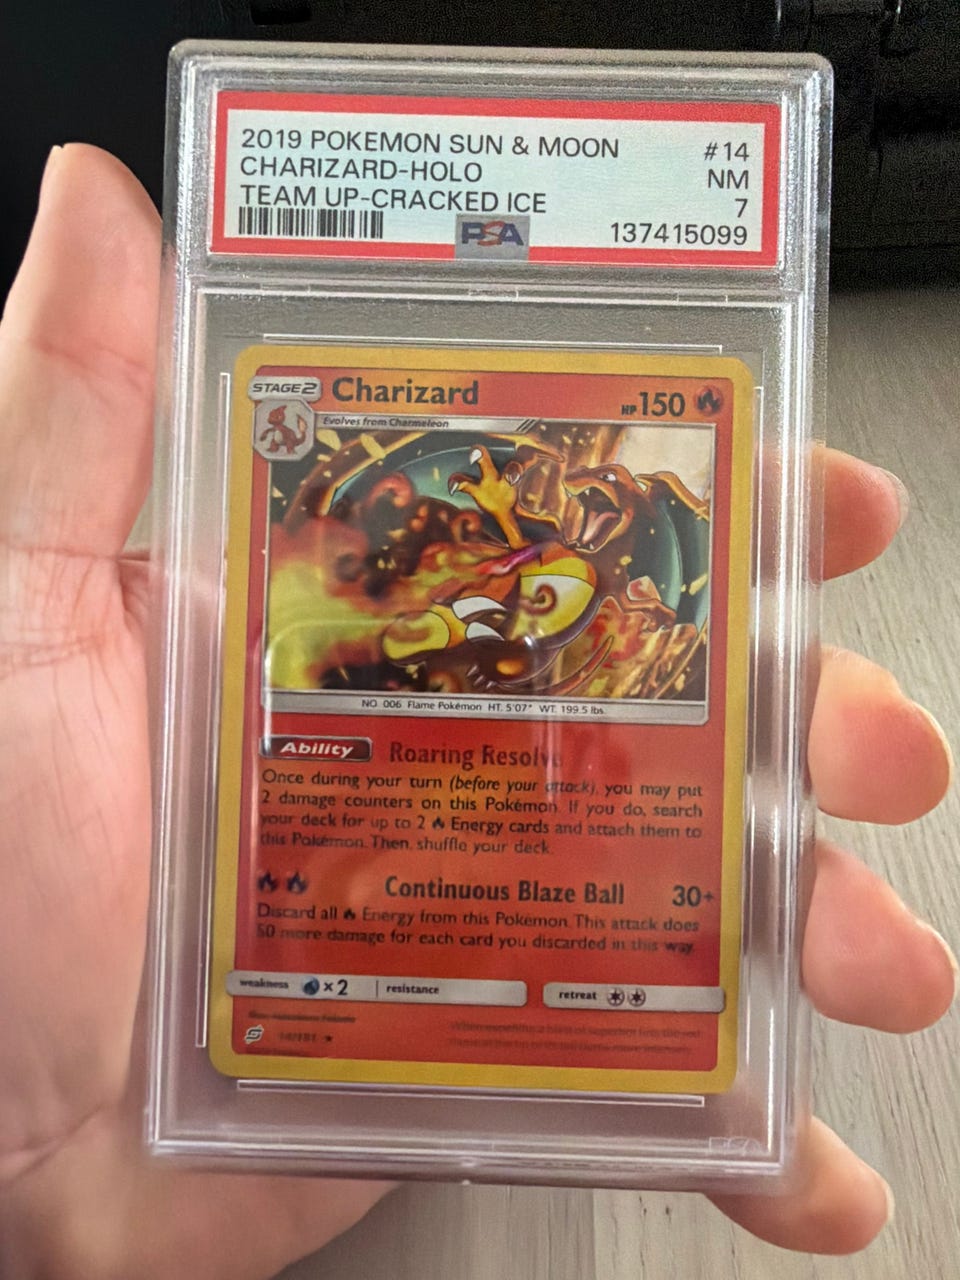 2019 POKEMON SUN & MOON #14
CHARIZARD-HOLO NM
TEAM UP-CRACKED ICE 7
PSA 137415099
STAGE 2 Charizard HP 150
Evolves from Charmeleon
NO. 006 Flame Pokémon HT. 5'07" WT. 199.5 lbs.
Ability Roaring Resolve
Once during your turn (before your attack), you may put
2 damage counters on this Pokémon. If you do, search
your deck for up to 2 Energy cards and attach them to
this Pokémon. Then, shuffle your deck.
Continuous Blaze Ball 30+
Discard all Energy from this Pokémon. This attack does
50 more damage for each card you discarded in this way.
weakness ×2 resistance retreat
14/181